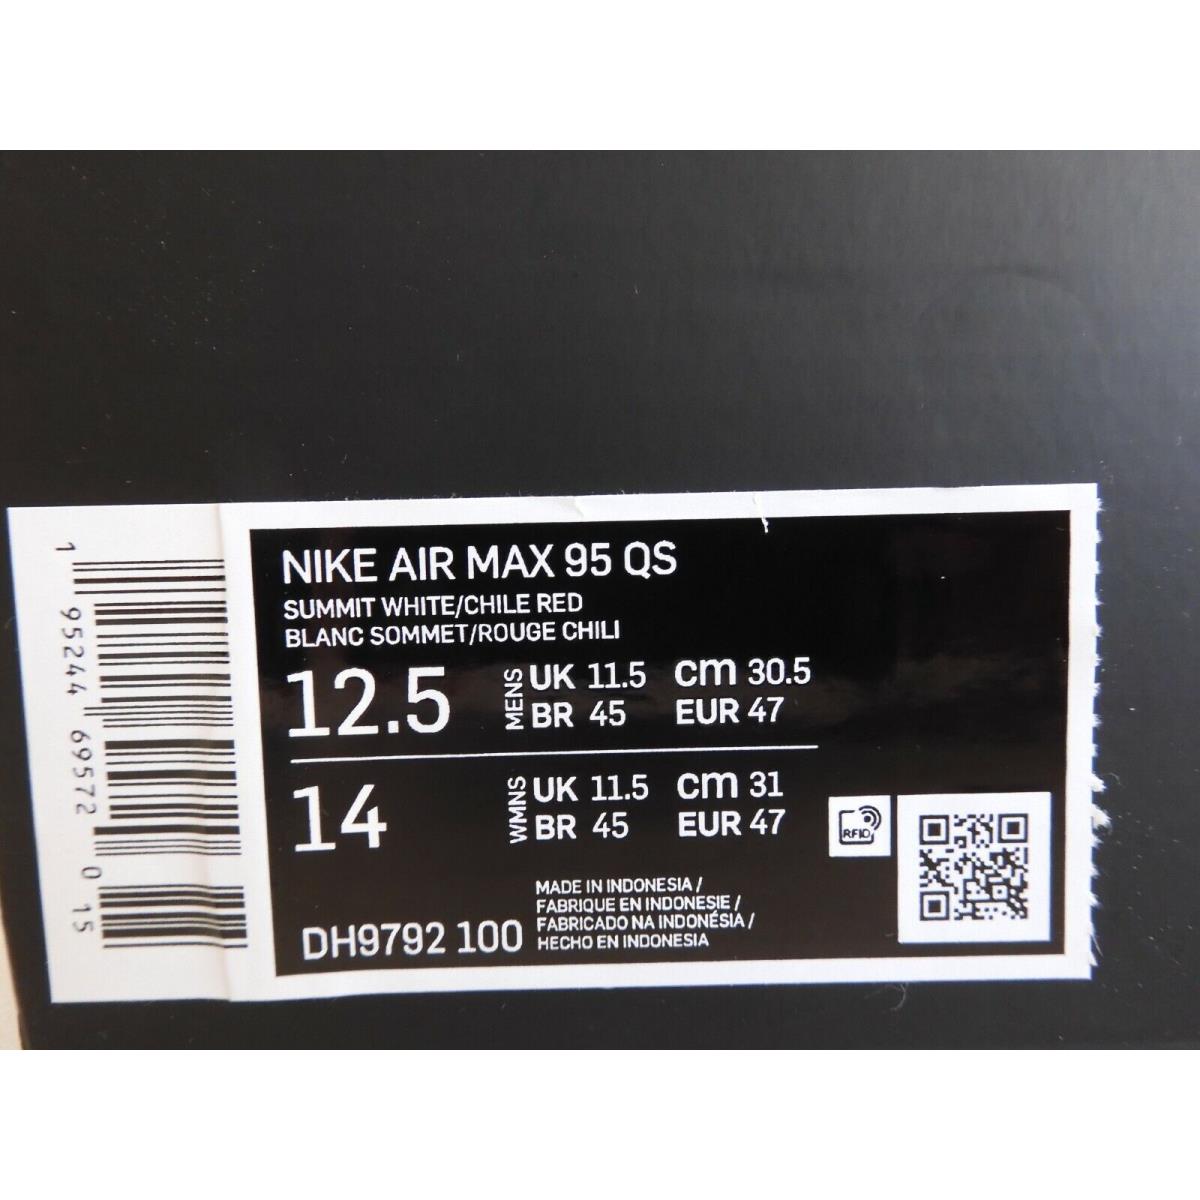 NIKE AIR MAX 95 QS
SUMMIT WHITE/CHILE RED
BLANC SOMMET/ROUGE CHILI
12.5 MENS UK 11.5 cm 30.5
BR 45 EUR 47
14 WMNS UK 11.5 cm 31
BR 45 EUR 47
RFID
MADE IN INDONESIA /
FABRIQUE EN INDONESIE /
FABRICADO NA INDONÉSIA /
HECHO EN INDONESIA
DH9792 100
1 95244 69572 0 15